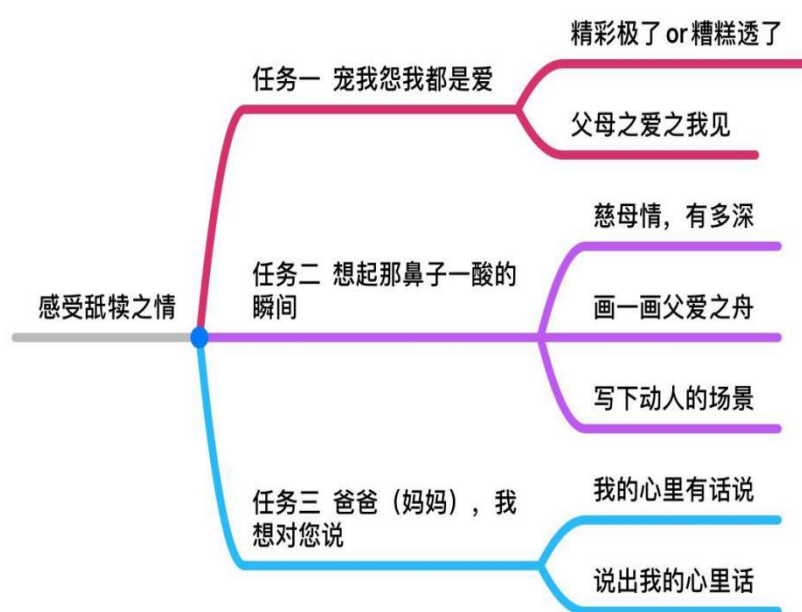 精彩极了or糟糕透了
任务一 宠我怨我都是爱
父母之爱之我见
慈母情，有多深
任务二 想起那鼻子一酸的
瞬间
感受舐犊之情
画一画父爱之舟
写下动人的场景
我的心里有话说
任务三 爸爸（妈妈），我
想对您说
说出我的心里话